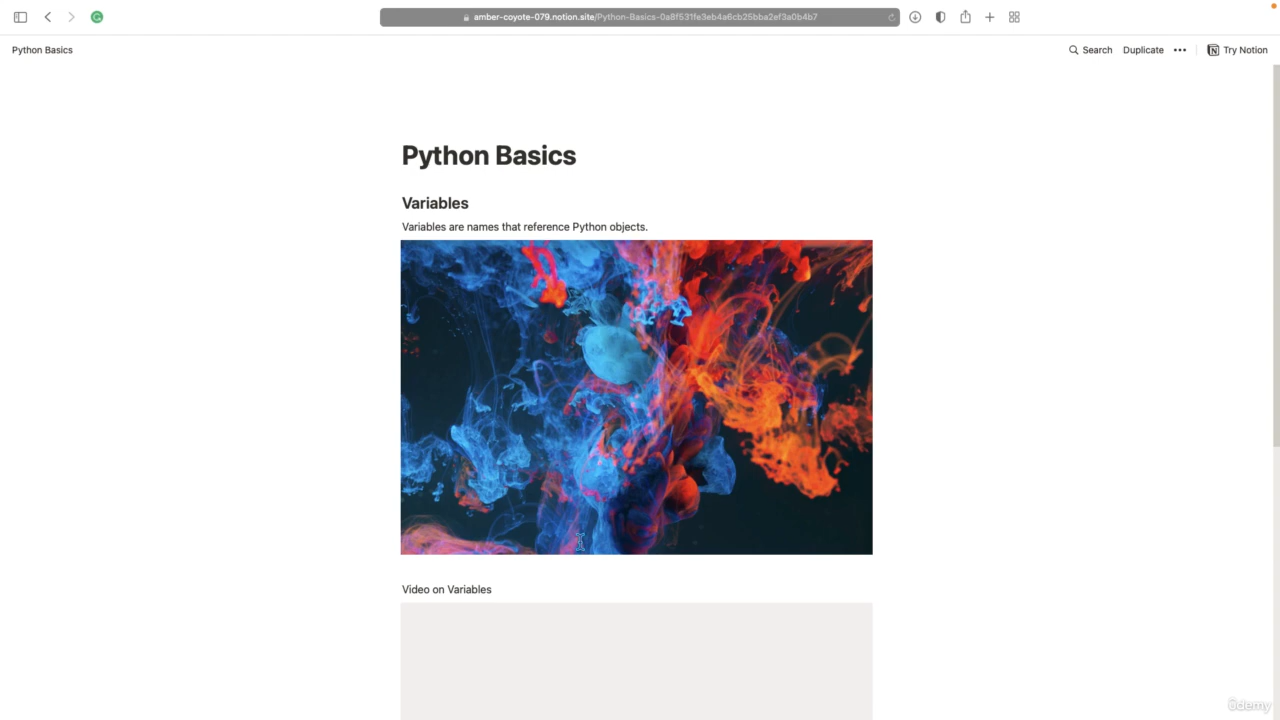 amber-coyote-079.notion.site/Python-Basics-0a8f531fe3eb4a6cb25bba2ef3a0b4b7
Python Basics
Search
Duplicate
Try Notion
Python Basics
Variables
Variables are names that reference Python objects.
Video on Variables
ûdemy